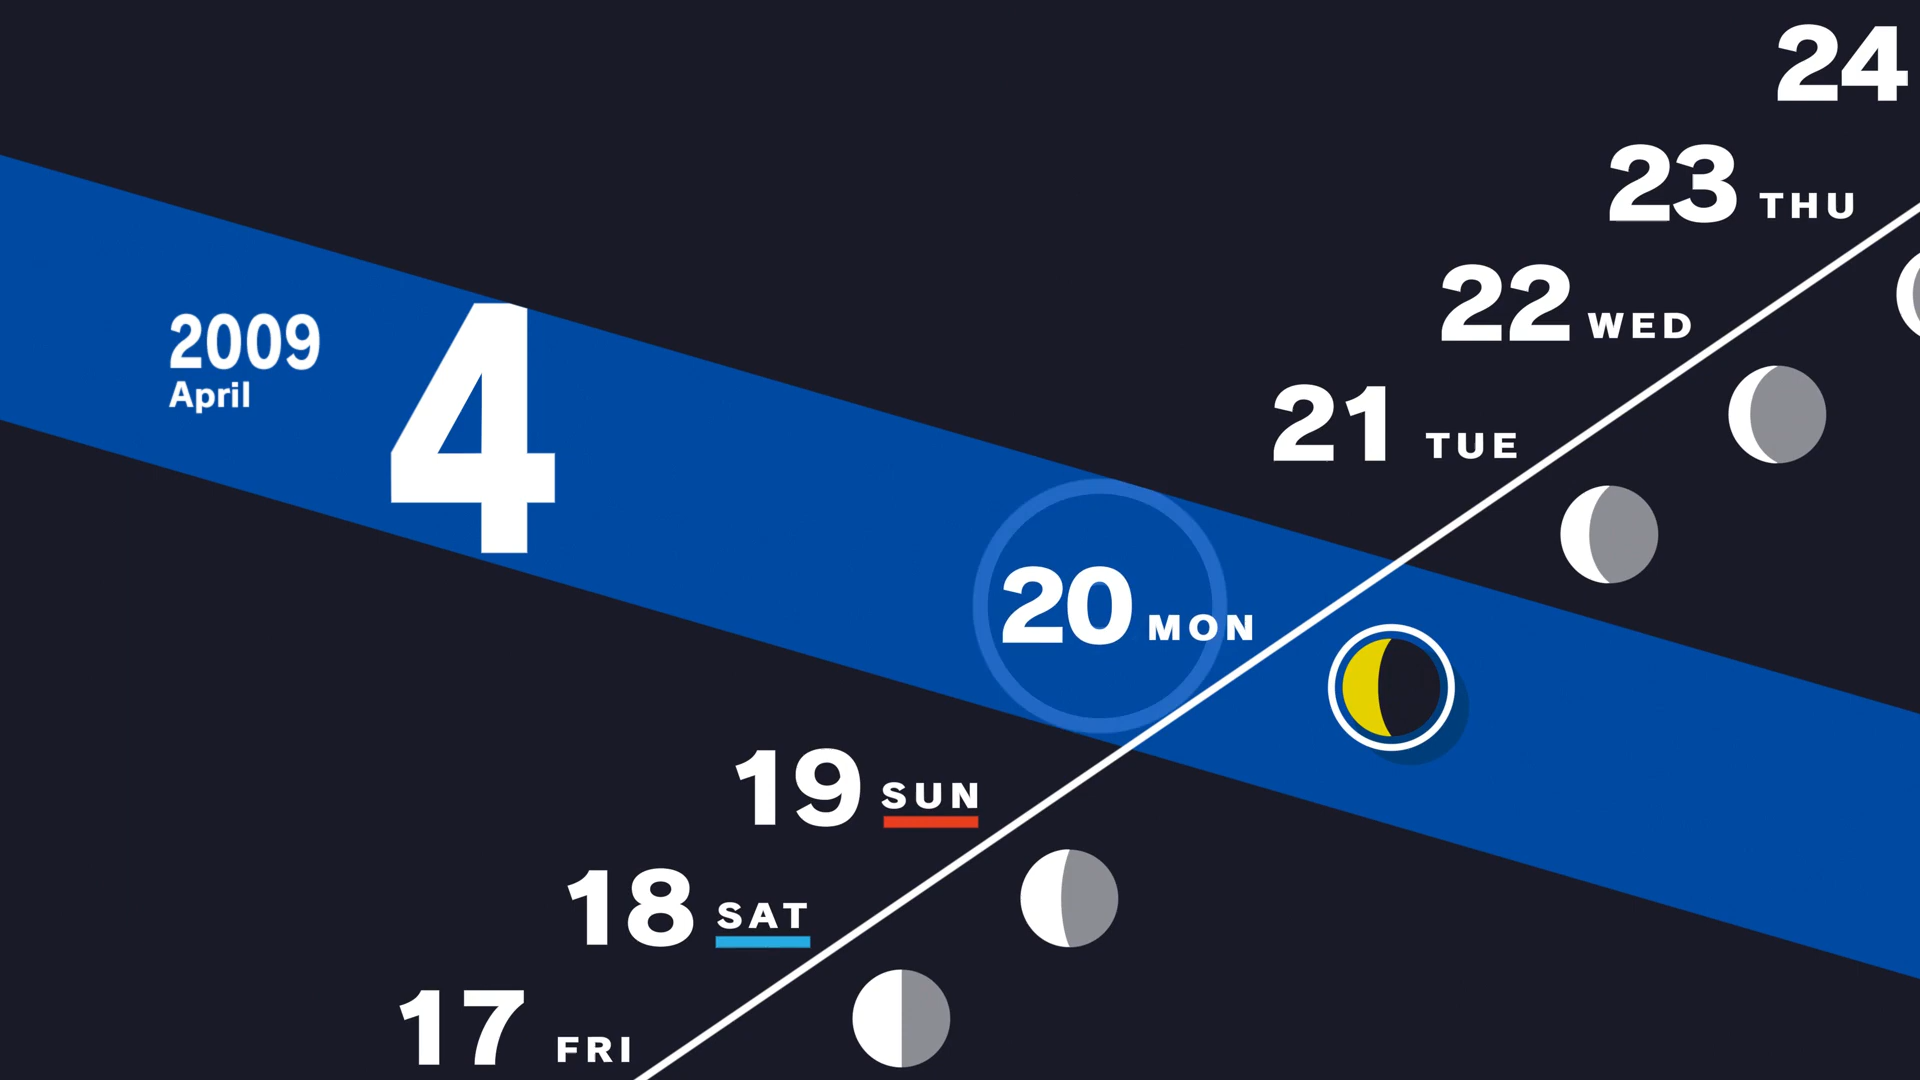 24
23 THU
22 WED
21 TUE
2009
April
4
20 MON
19 SUN
18 SAT
17 FRI